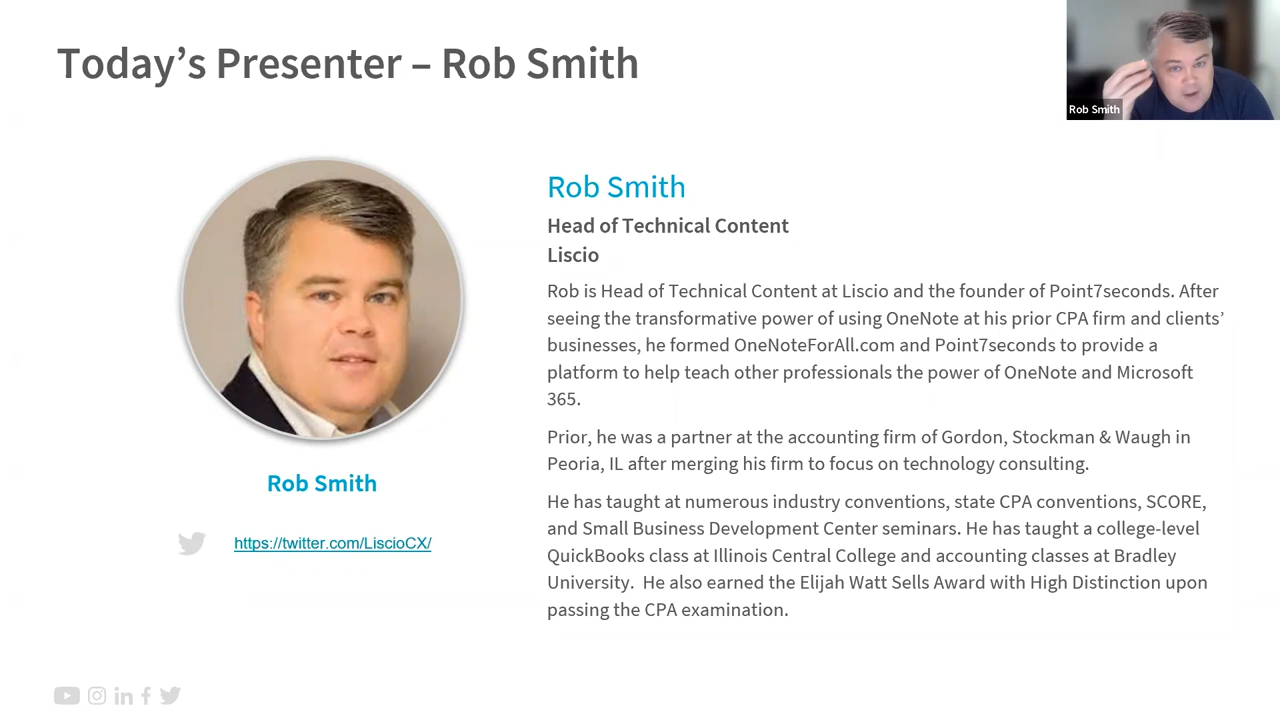 Today’s Presenter – Rob Smith
Rob Smith
Rob Smith
Head of Technical Content
Liscio
Rob is Head of Technical Content at Liscio and the founder of Point7seconds. After
seeing the transformative power of using OneNote at his prior CPA firm and clients’
businesses, he formed OneNoteForAll.com and Point7seconds to provide a
platform to help teach other professionals the power of OneNote and Microsoft
365.
Prior, he was a partner at the accounting firm of Gordon, Stockman & Waugh in
Peoria, IL after merging his firm to focus on technology consulting.
He has taught at numerous industry conventions, state CPA conventions, SCORE,
and Small Business Development Center seminars. He has taught a college-level
QuickBooks class at Illinois Central College and accounting classes at Bradley
University.  He also earned the Elijah Watt Sells Award with High Distinction upon
passing the CPA examination.
Rob Smith
https://twitter.com/LiscioCX/